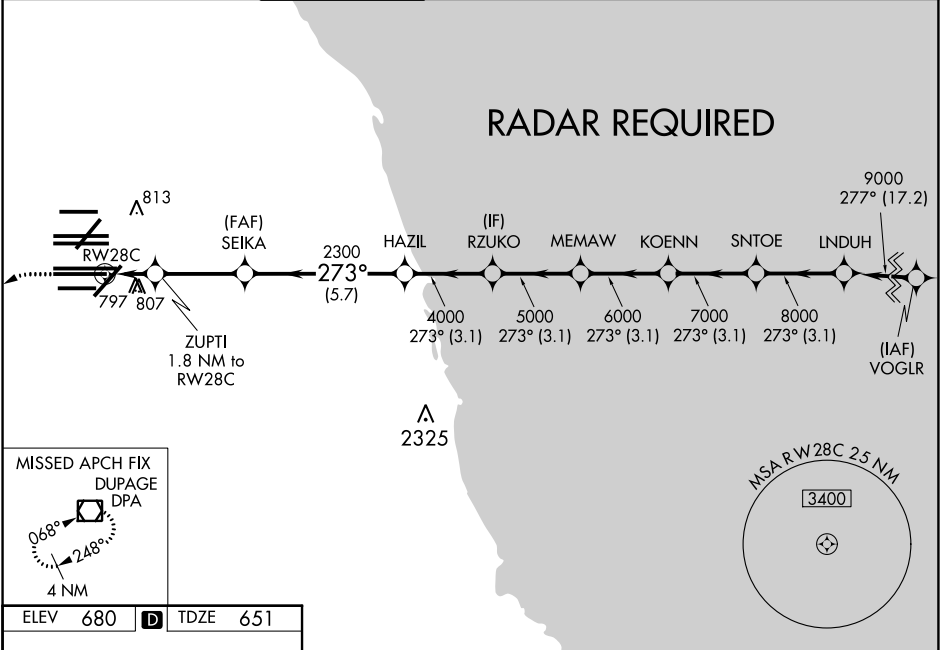 RADAR REQUIRED
9000
277° (17.2)
813
(FAF)
SEIKA
2300
273°
(5.7)
HAZIL
(IF)
RZUKO
MEMAW
KOENN
SNTOE
LNDUH
RW28C
797
807
4000
273° (3.1)
5000
273° (3.1)
6000
273° (3.1)
7000
273° (3.1)
8000
273° (3.1)
(IAF)
VOGLR
ZUPTI
1.8 NM to
RW28C
2325
MISSED APCH FIX
DUPAGE
DPA
068°
248°
4 NM
MSA RW28C 25 NM
3400
ELEV 680 D TDZE 651